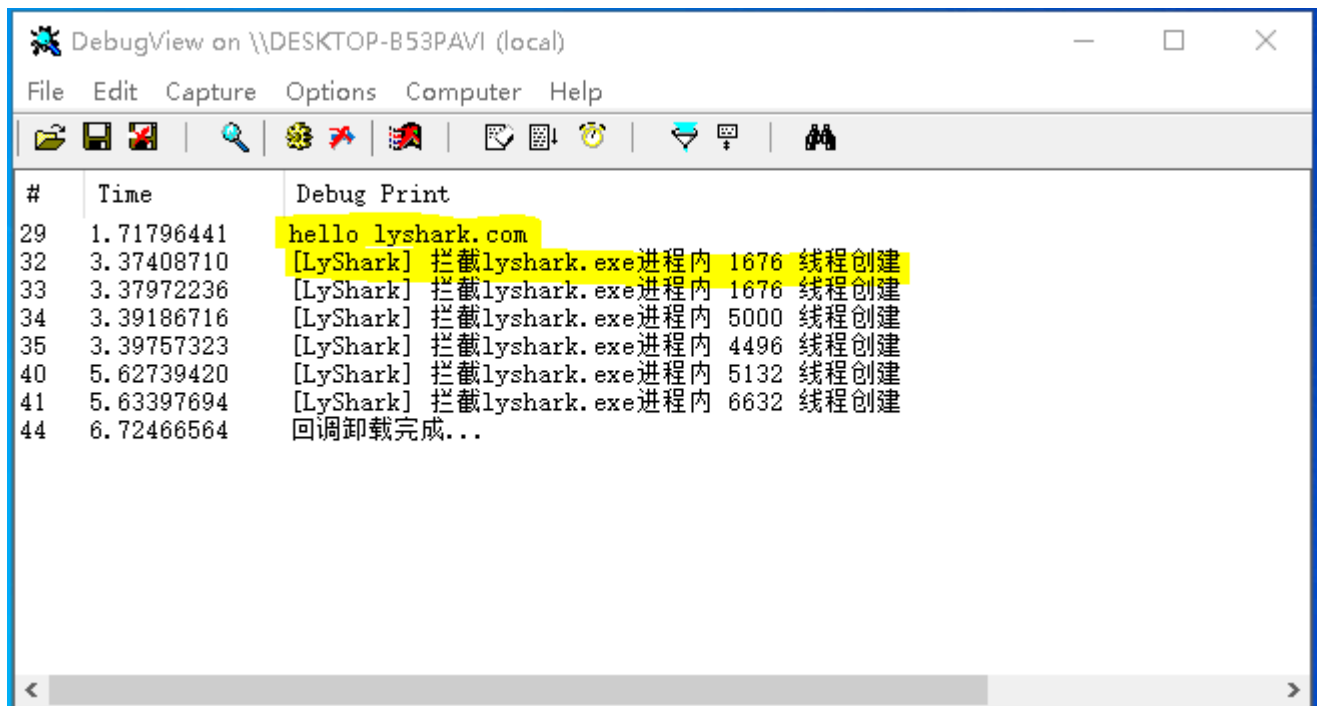 DebugView on \\DESKTOP-B53PAVI (local)
File Edit Capture Options Computer Help
# Time Debug Print
29 1.71796441 hello lyshark.com
32 3.37408710 [LyShark] 拦截lyshark.exe进程内 1676 线程创建
33 3.37972236 [LyShark] 拦截lyshark.exe进程内 1676 线程创建
34 3.39186716 [LyShark] 拦截lyshark.exe进程内 5000 线程创建
35 3.39757323 [LyShark] 拦截lyshark.exe进程内 4496 线程创建
40 5.62739420 [LyShark] 拦截lyshark.exe进程内 5132 线程创建
41 5.63397694 [LyShark] 拦截lyshark.exe进程内 6632 线程创建
44 6.72466564 回调卸载完成...